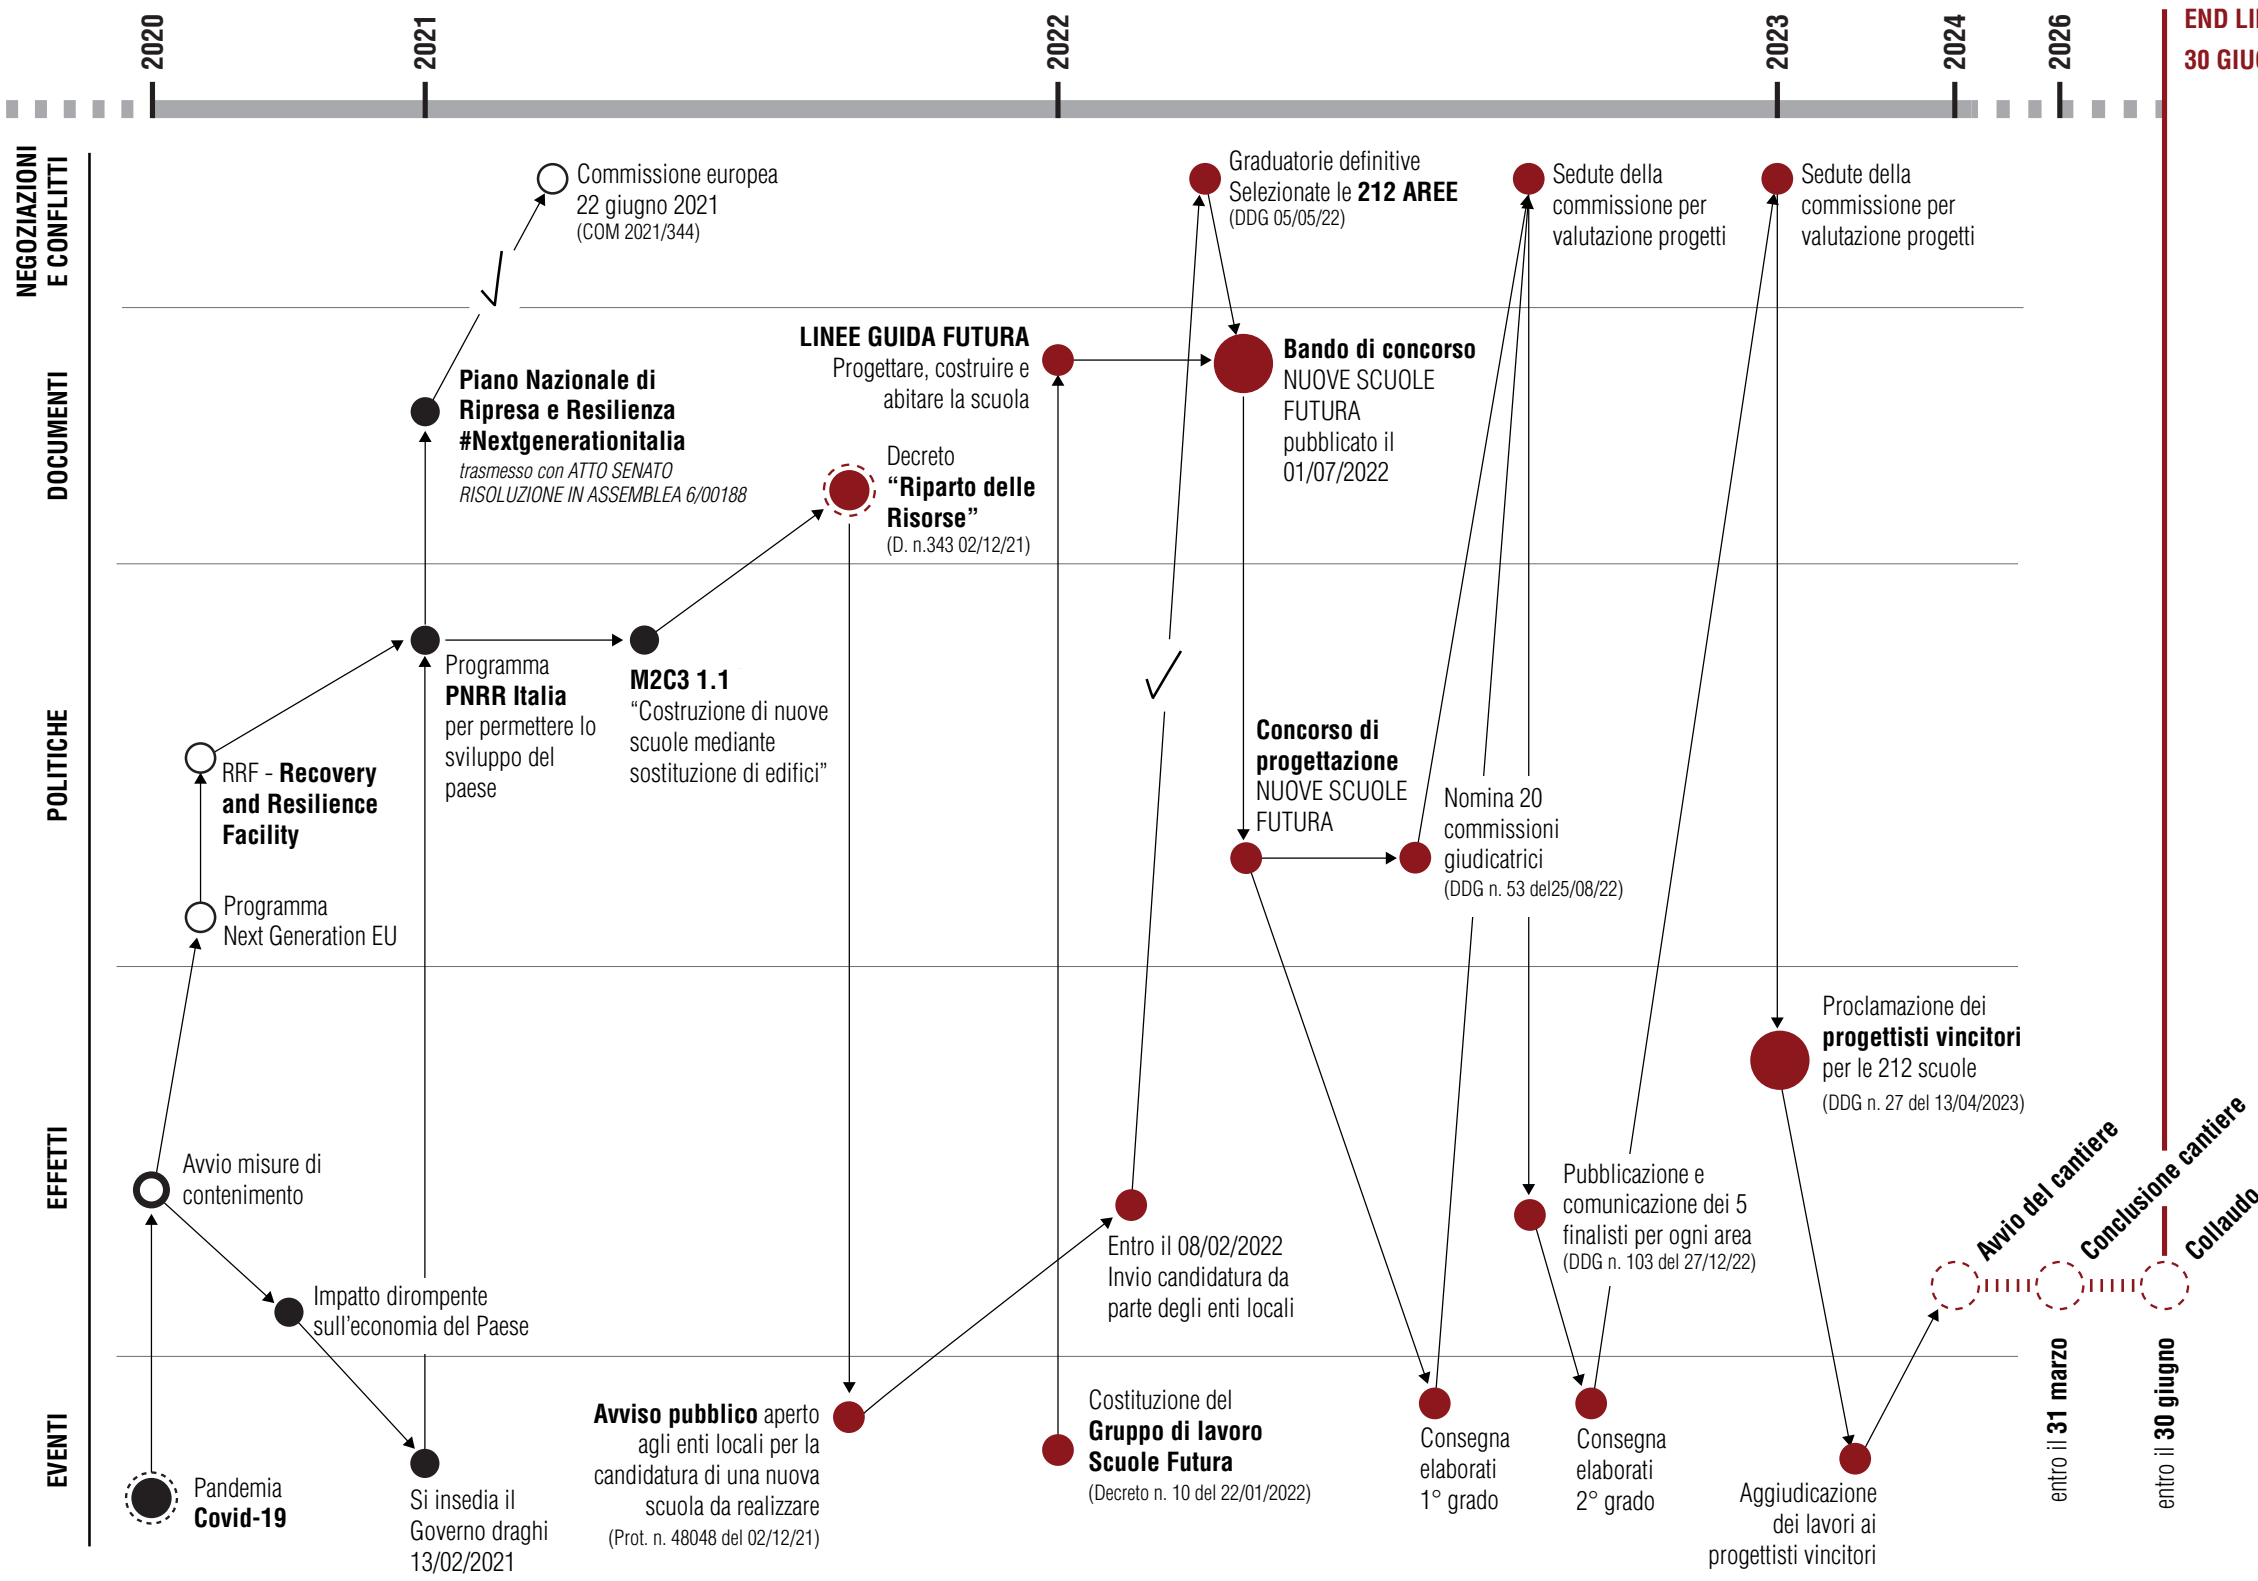 2020
2021
2022
2023
2024
2026
END LI
30 GIU
NEGOZIAZIONI
E CONFLITTI
Commissione europea
22 giugno 2021
(COM 2021/344)
Graduatorie definitive
Selezionate le 212 AREE
(DDG 05/05/22)
Sedute della
commissione per
valutazione progetti
Sedute della
commissione per
valutazione progetti
DOCUMENTI
Piano Nazionale di
Ripresa e Resilienza
#Nextgenerationitalia
trasmesso con ATTO SENATO
RISOLUZIONE IN ASSEMBLEA 6/00188
LINEE GUIDA FUTURA
Progettare, costruire e
abitare la scuola
Decreto
“Riparto delle
Risorse”
(D. n.343 02/12/21)
Bando di concorso
NUOVE SCUOLE
FUTURA
pubblicato il
01/07/2022
POLITICHE
Programma
PNRR Italia
per permettere lo
sviluppo del
paese
M2C3 1.1
“Costruzione di nuove
scuole mediante
sostituzione di edifici”
RRF - Recovery
and Resilience
Facility
Programma
Next Generation EU
Concorso di
progettazione
NUOVE SCUOLE
FUTURA
Nomina 20
commissioni
giudicatrici
(DDG n. 53 del25/08/22)
EFFETI
Avvio misure di
contenimento
Impatto dirompente
sull’economia del Paese
Entro il 08/02/2022
Invio candidatura da
parte degli enti locali
Pubblicazione e
comunicazione dei 5
finalisti per ogni area
(DDG n. 103 del 27/12/22)
Proclamazione dei
progettisti vincitori
per le 212 scuole
(DDG n. 27 del 13/04/2023)
Avvio del cantiere
Conclusione cantiere
Collaudo
EVENTI
Pandemia
Covid-19
Si insedia il
Governo draghi
13/02/2021
Avviso pubblico aperto
agli enti locali per la
candidatura di una nuova
scuola da realizzare
(Prot. n. 48048 del 02/12/21)
Costituzione del
Gruppo di lavoro
Scuole Futura
(Decreto n. 10 del 22/01/2022)
Consegna
elaborati
1° grado
Consegna
elaborati
2° grado
Aggiudicazione
dei lavori ai
progettisti vincitori
entro il 31 marzo
entro il 30 giugno